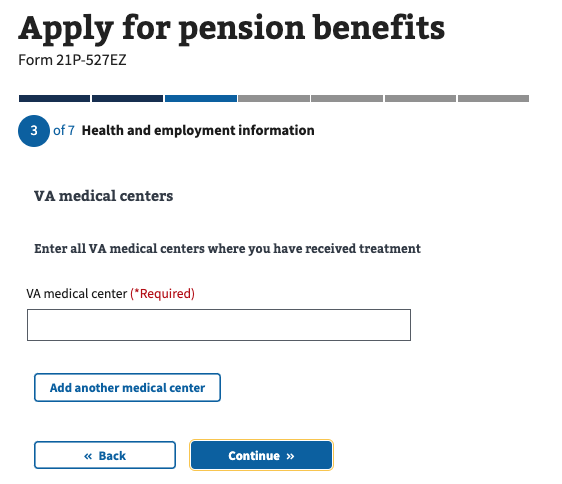 Apply for pension benefits
Form 21P-527EZ
3 of 7 Health and employment information
VA medical centers
Enter all VA medical centers where you have received treatment
VA medical center (*Required)
Add another medical center
« Back
Continue »